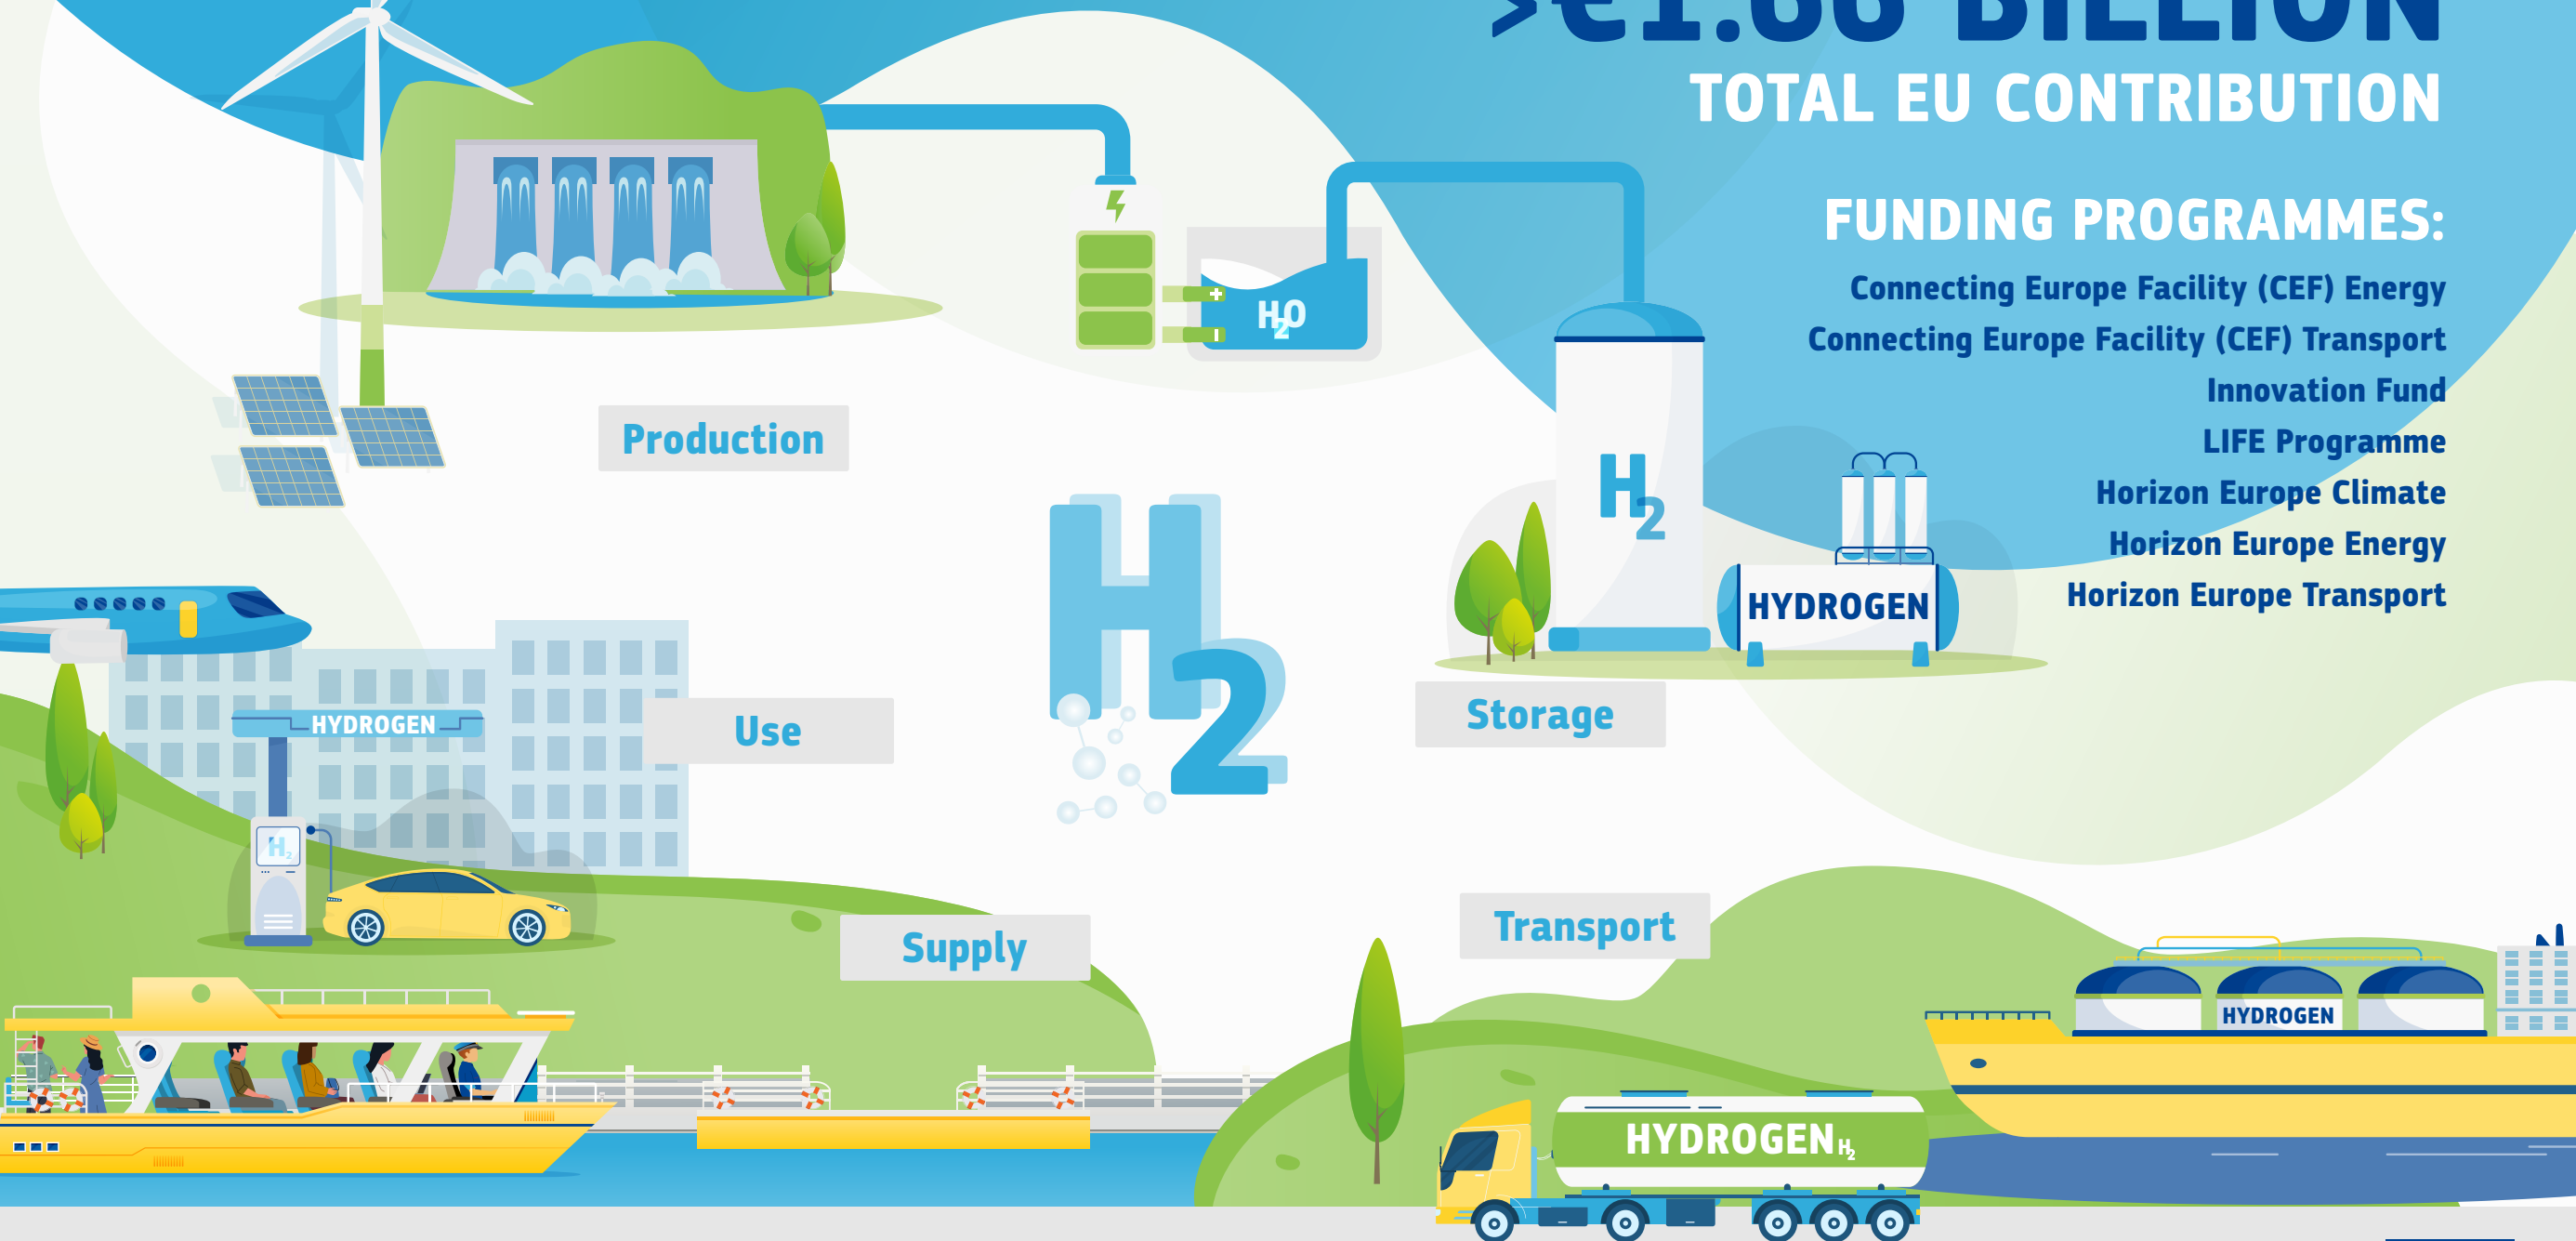 BILLION
TOTAL EU CONTRIBUTION
FUNDING PROGRAMMES:
Connecting Europe Facility (CEF) Energy
Connecting Europe Facility (CEF) Transport
Innovation Fund
LIFE Programme
Horizon Europe Climate
Horizon Europe Energy
Horizon Europe Transport
H2O
Production
H2
HYDROGEN
H2
Storage
Use
HYDROGEN
H2
Supply
Transport
HYDROGEN
HYDROGEN H2